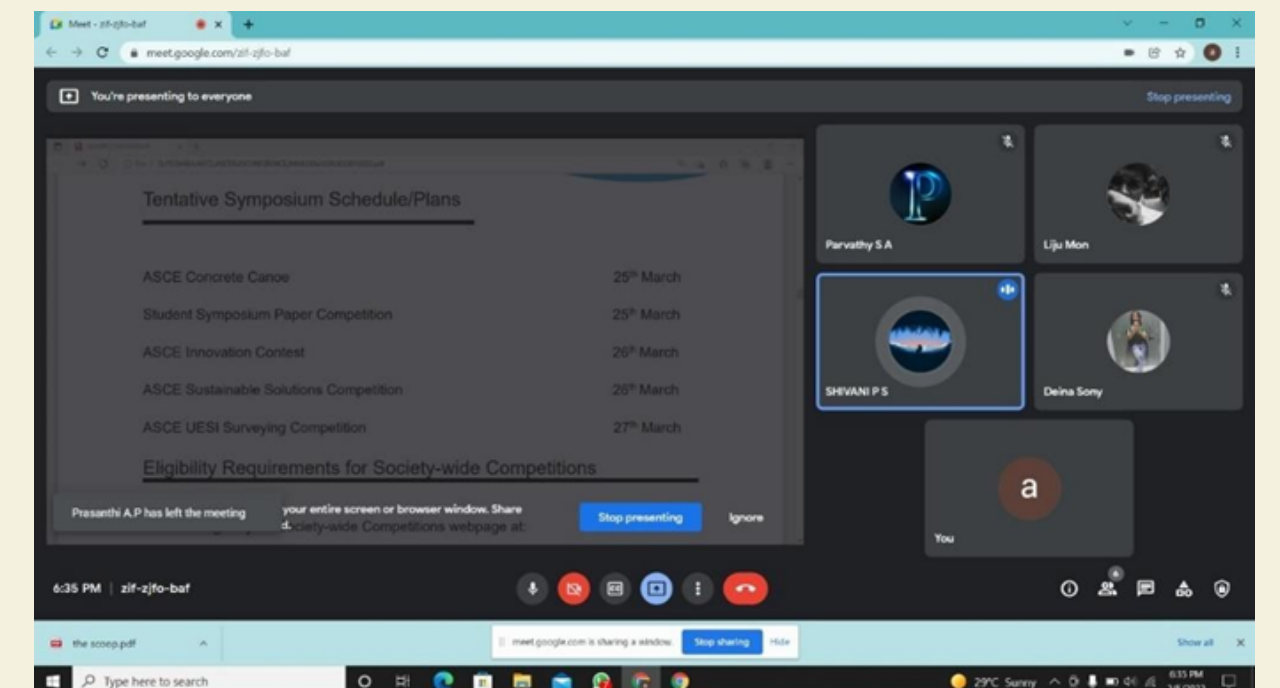 Meet - zif-zjfo-baf
meet.google.com/zif-zjfo-baf
You're presenting to everyone
Stop presenting
Tentative Symposium Schedule/Plans
ASCE Concrete Canoe 25th March
Student Symposium Paper Competition 25th March
ASCE Innovation Contest 26th March
ASCE Sustainable Solutions Competition 26th March
ASCE UESI Surveying Competition 27th March
Eligibility Requirements for Society-wide Competitions
Prasanthi A.P has left the meeting
your entire screen or browser window. Share
Stop presenting
Ignore
ciety-wide Competitions webpage at:
P
Parvathy S A
Liju Mon
SHIVANI P S
Deina Sony
a
You
6:35 PM | zif-zjfo-baf
6
meet.google.com is sharing a window.
Stop sharing
Hide
Show all
Type here to search
29°C Sunny
6:35 PM